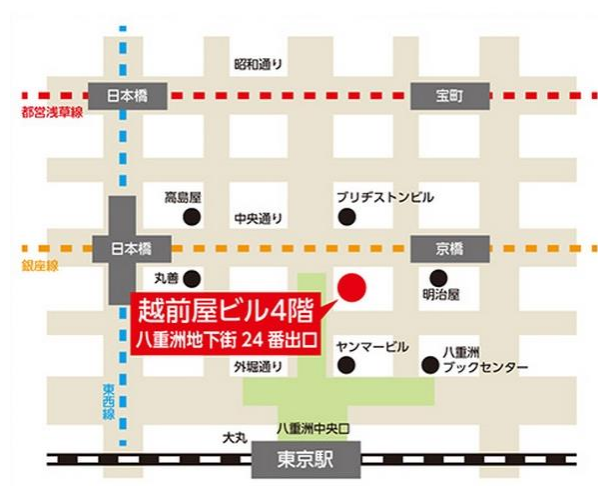 昭和通り
日本橋
宝町
都営浅草線
高島屋
ブリヂストンビル
中央通り
日本橋
京橋
銀座線
丸善
明治屋
越前屋ビル4階
八重洲地下街 24 番出口
ヤンマービル
八重洲
ブックセンター
外堀通り
東西線
八重洲中央口
大丸
東京駅